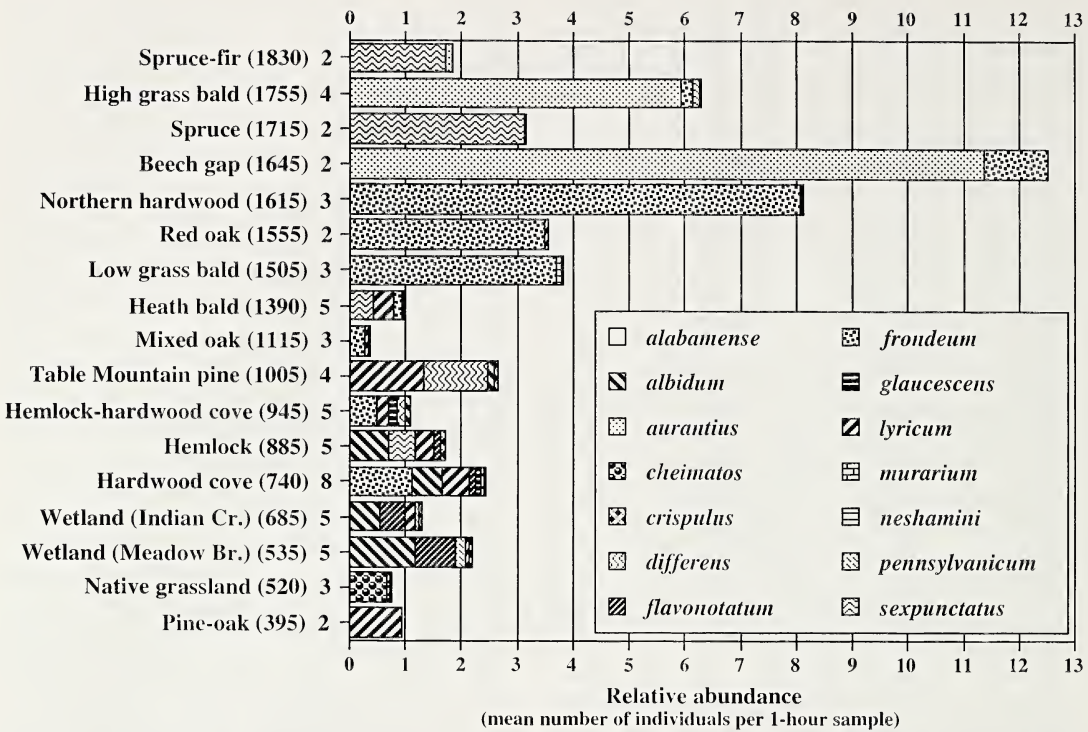 0 1 2 3 4 5 6 7 8 9 10 11 12 13
Spruce-fir (1830) 2
High grass bald (1755) 4
Spruce (1715) 2
Beech gap (1645) 2
Northern hardwood (1615) 3
Red oak (1555) 2
Low grass bald (1505) 3
Heath bald (1390) 5
Mixed oak (1115) 3
Table Mountain pine (1005) 4
Hemlock-hardwood cove (945) 5
Hemlock (885) 5
Hardwood cove (740) 8
Wetland (Indian Cr.) (685) 5
Wetland (Meadow Br.) (535) 5
Native grassland (520) 3
Pine-oak (395) 2
alabamense
albidum
aurantius
cheimatos
crispulus
differens
flavonotatum
frondeum
glaucescens
lyricum
murarium
neshamini
pennsylvanicum
sexpunctatus
0 1 2 3 4 5 6 7 8 9 10 11 12 13
Relative abundance
(mean number of individuals per 1-hour sample)